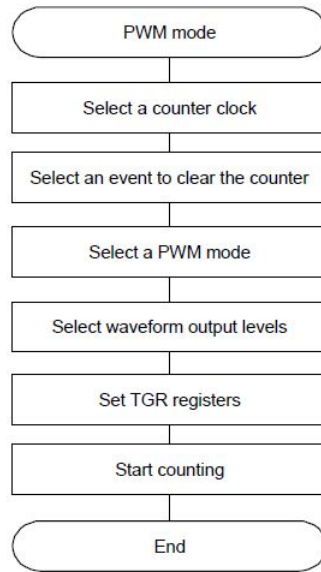 PWM mode
Select a counter clock
Select an event to clear the counter
Select a PWM mode
Select waveform output levels
Set TGR registers
Start counting
End